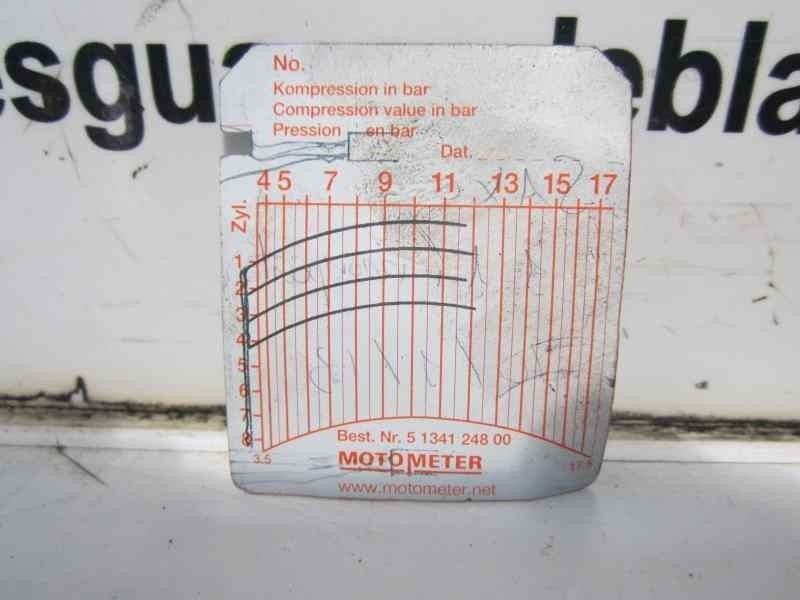 esgua debla
No.
Kompression in bar
Compression value in bar
Pression en bar
Dat.
4 5 7 9 11 13 15 17
Zyl.
1
2
3
4
5
6
7
8
3.5 17.5
Best. Nr. 5 1341 248 00
MOTOMETER
www.motometer.net